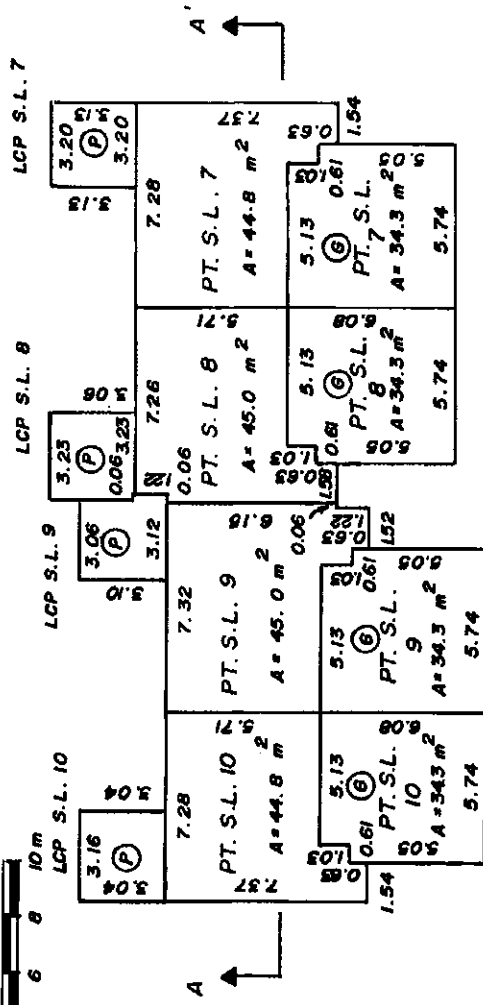 LCP S.L. 7
A'
3.20
P
3.13
3.13
3.20
LCP S.L. 8
3.23
P
3.06
0.06
3.23
LCP S.L. 9
3.06
P
3.10
3.12
1.22
LCP S.L. 10
3.16
P
3.04
3.04
6
8
10 m
7.28
PT. S.L. 7
A = 44.8 m2
7.37
0.63
1.54
5.71
7.26
0.06
PT. S.L. 8
A = 45.0 m2
1.03
0.63
1.58
0.06
6.15
7.32
PT. S.L. 9
A = 45.0 m2
1.22
0.63
1.52
5.71
7.28
PT. S.L. 10
A = 44.8 m2
7.37
0.63
1.54
A
1.03
0.61
5.13
G
PT. S.L.
7
A = 34.3 m2
5.03
5.74
6.08
5.13
G
0.61
PT. S.L.
8
A = 34.3 m2
5.05
5.74
1.03
0.61
5.13
G
PT. S.L.
9
A = 34.3 m2
5.05
5.74
6.08
1.03
0.61
5.13
G
PT. S.L.
10
A = 34.3 m2
5.74